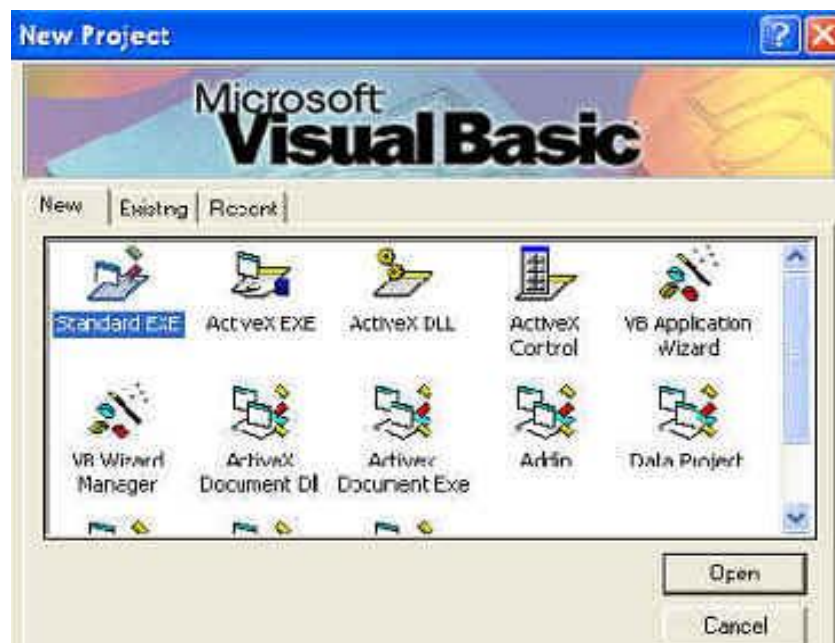 New Project
Microsoft
Visual Basic
New Existing Recent
Standard EXE ActiveX EXE ActiveX DLL ActiveX Control VB Application Wizard
VB Wizard Manager ActiveX Document Dll Activex Document Exe Addin Data Project
Open
Cancel